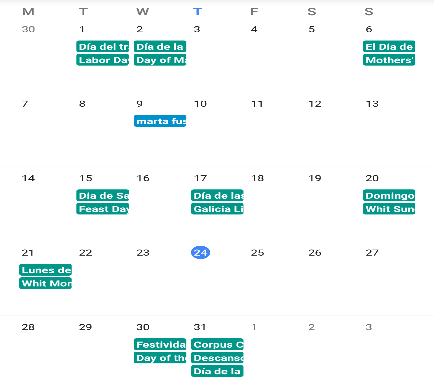 M T W T F S S
30 1 2 3 4 5 6
Día del tr Día de la El Día de
Labor Da Day of Ma Mothers'
7 8 9 10 11 12 13
marta fus
14 15 16 17 18 19 20
Día de Sa Día de las Domingo
Feast Day Galicia Li Whit Sun
21 22 23 24 25 26 27
Lunes de
Whit Mon
28 29 30 31 1 2 3
Festivida Corpus C
Day of the Descanso
Día de la